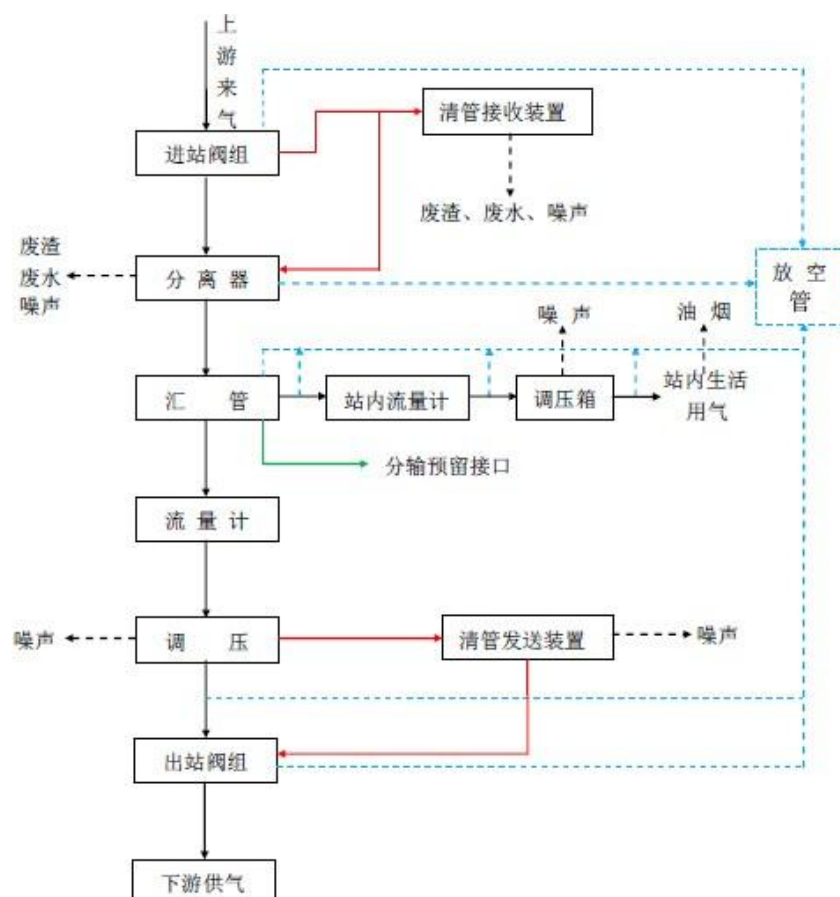 上游来气
清管接收装置
进站阀组
废渣、废水、噪声
废渣
废水
噪声
分离器
放空
管
噪声
油烟
汇管
站内流量计
调压箱
站内生活
用气
分输预留接口
流量计
噪声
调压
清管发送装置
噪声
出站阀组
下游供气